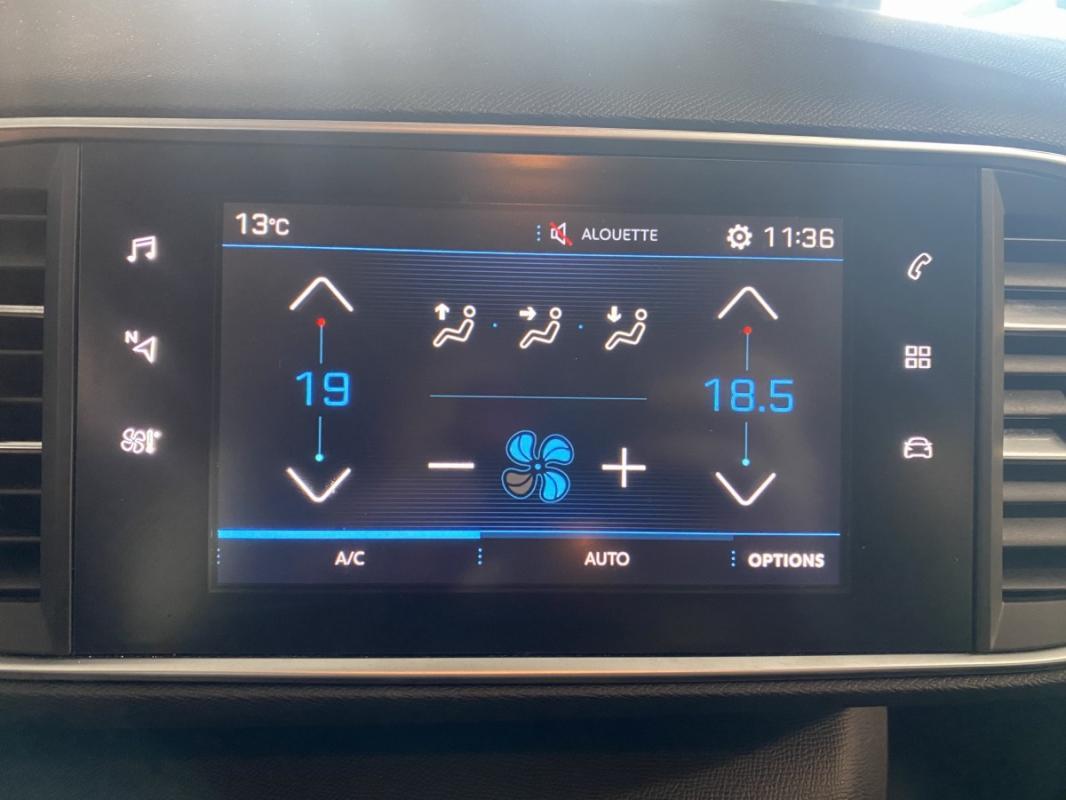 13°C
ALOUETTE
11:36
N
19
18.5
A/C
AUTO
OPTIONS